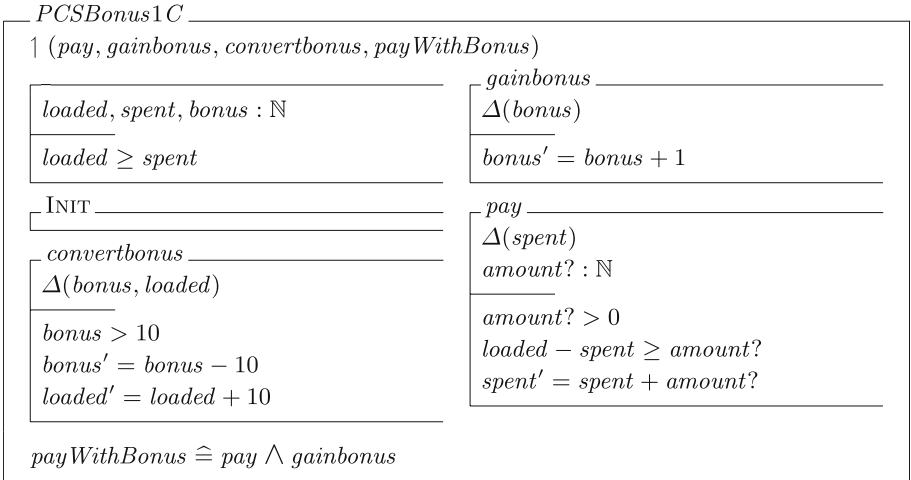 PCSBonus1C
↾ (pay, gainbonus, convertbonus, payWithBonus)
loaded, spent, bonus : ℕ
loaded ≥ spent
INIT
convertbonus
Δ(bonus, loaded)
bonus > 10
bonus′ = bonus − 10
loaded′ = loaded + 10
gainbonus
Δ(bonus)
bonus′ = bonus + 1
pay
Δ(spent)
amount? : ℕ
amount? > 0
loaded − spent ≥ amount?
spent′ = spent + amount?
payWithBonus ≙ pay ∧ gainbonus